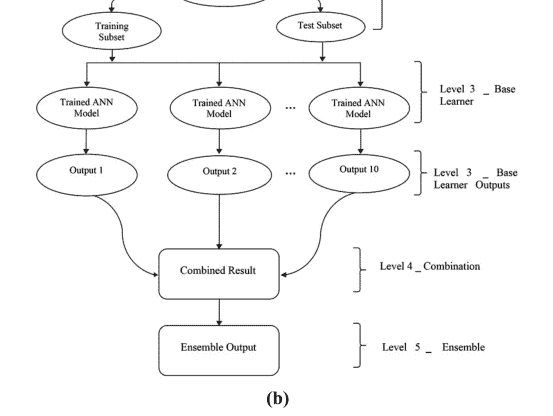 Training
Subset
Test Subset
Trained ANN
Model
Trained ANN
Model
...
Trained ANN
Model
Level 3 _ Base
Learner
Output 1
Output 2
...
Output 10
Level 3 _ Base
Learner Outputs
Combined Result
Level 4 _ Combination
Ensemble Output
Level 5 _ Ensemble
(b)